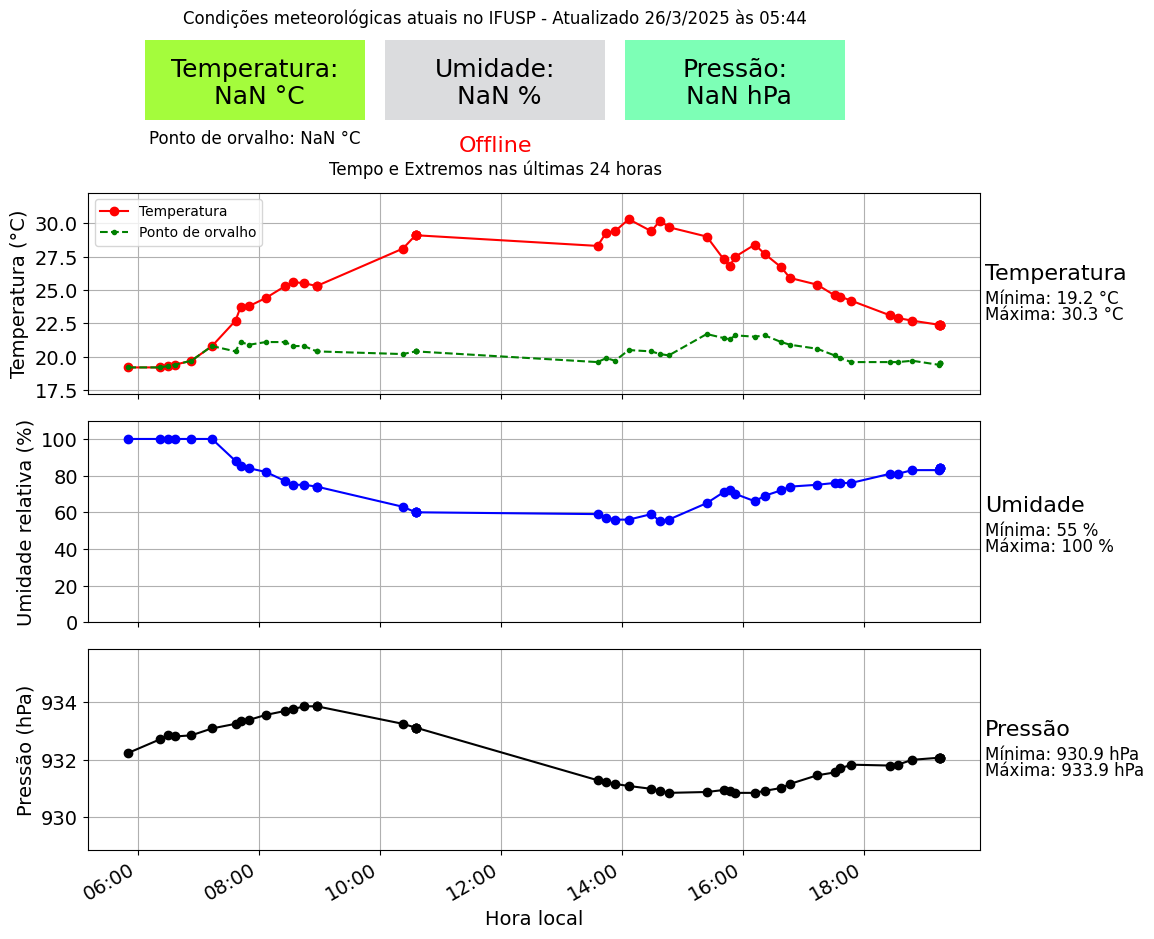 Condições meteorológicas atuais no IFUSP - Atualizado 26/3/2025 às 05:44
Temperatura:
NaN °C
Umidade:
NaN %
Pressão:
NaN hPa
Ponto de orvalho: NaN °C
Offline
Tempo e Extremos nas últimas 24 horas
Temperatura (°C)
30.0
27.5
25.0
22.5
20.0
17.5
Temperatura
Ponto de orvalho
Temperatura
Mínima: 19.2 °C
Máxima: 30.3 °C
Umidade relativa (%)
100
80
60
40
20
0
Umidade
Mínima: 55 %
Máxima: 100 %
Pressão (hPa)
934
932
930
Pressão
Mínima: 930.9 hPa
Máxima: 933.9 hPa
06:00
08:00
10:00
12:00
14:00
16:00
18:00
Hora local